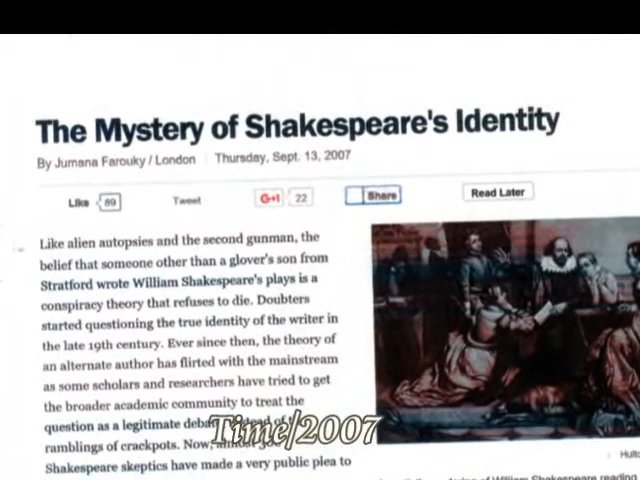 The Mystery of Shakespeare's Identity
By Jumana Farouky / London Thursday, Sept. 13, 2007
Like 89 Tweet G+1 22 Share Read Later
Like alien autopsies and the second gunman, the
belief that someone other than a glover's son from
Stratford wrote William Shakespeare's plays is a
conspiracy theory that refuses to die. Doubters
started questioning the true identity of the writer in
the late 19th century. Ever since then, the theory of
an alternate author has flirted with the mainstream
as some scholars and researchers have tried to get
the broader academic community to treat the
question as a legitimate
ramblings of crackpots. Now,
Shakespeare skeptics have made a very public plea to
Time/2007
of William Shakespeare reading